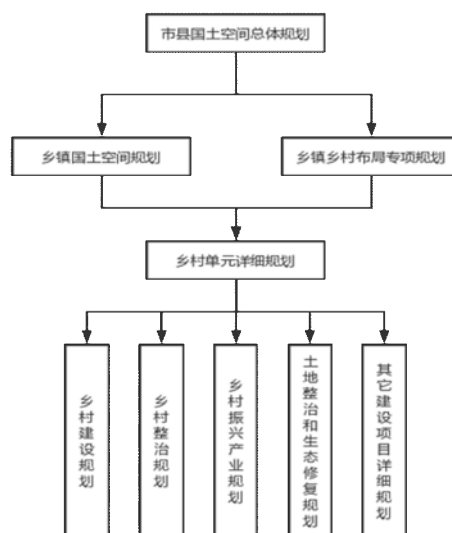 市县国土空间总体规划
乡镇国土空间规划
乡镇乡村布局专项规划
乡村单元详细规划
乡村建设规划
乡村整治规划
乡村振兴产业规划
土地整治和生态修复规划
其它建设项目详细规划